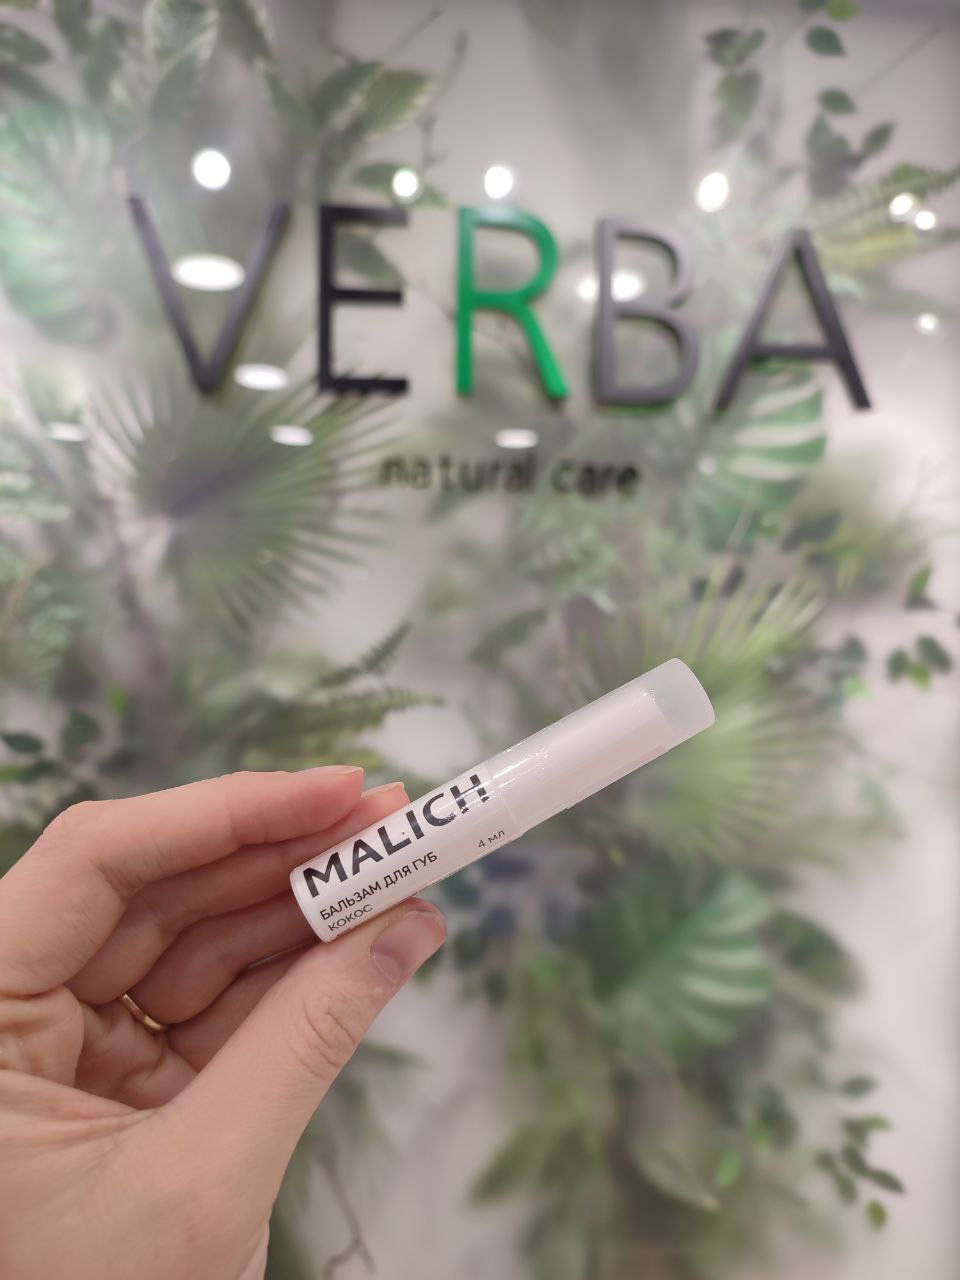 VERBA
natural care
MALICH
БАЛЬЗАМ ДЛЯ ГУБ
4 МЛ
КОКОС